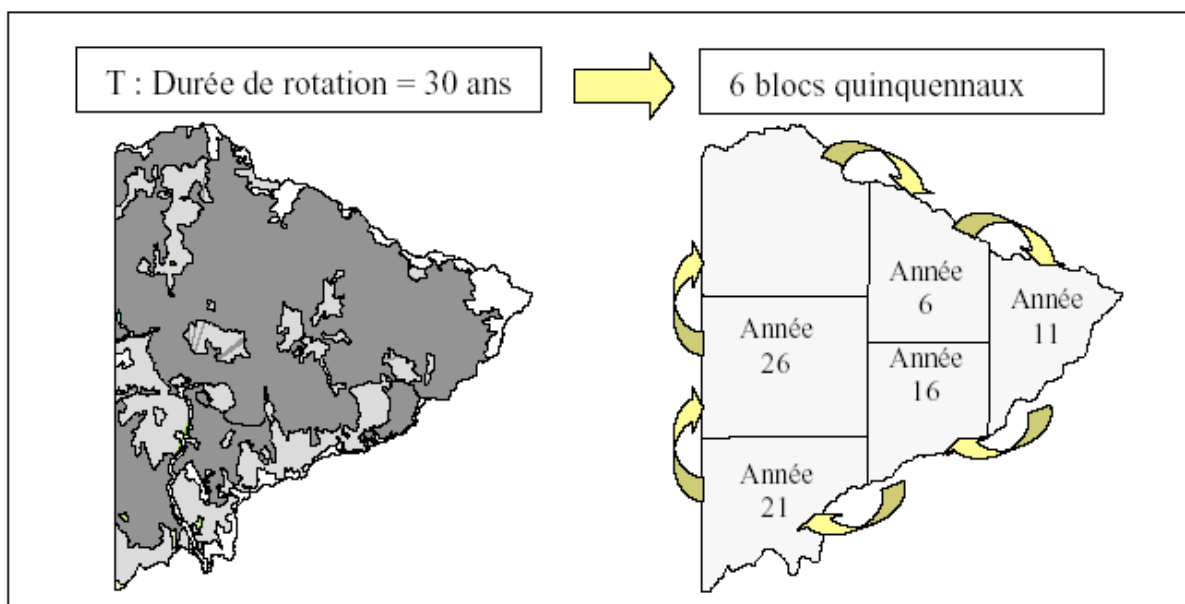 T : Durée de rotation = 30 ans
6 blocs quinquennaux
Année
6
Année
11
Année
26
Année
16
Année
21